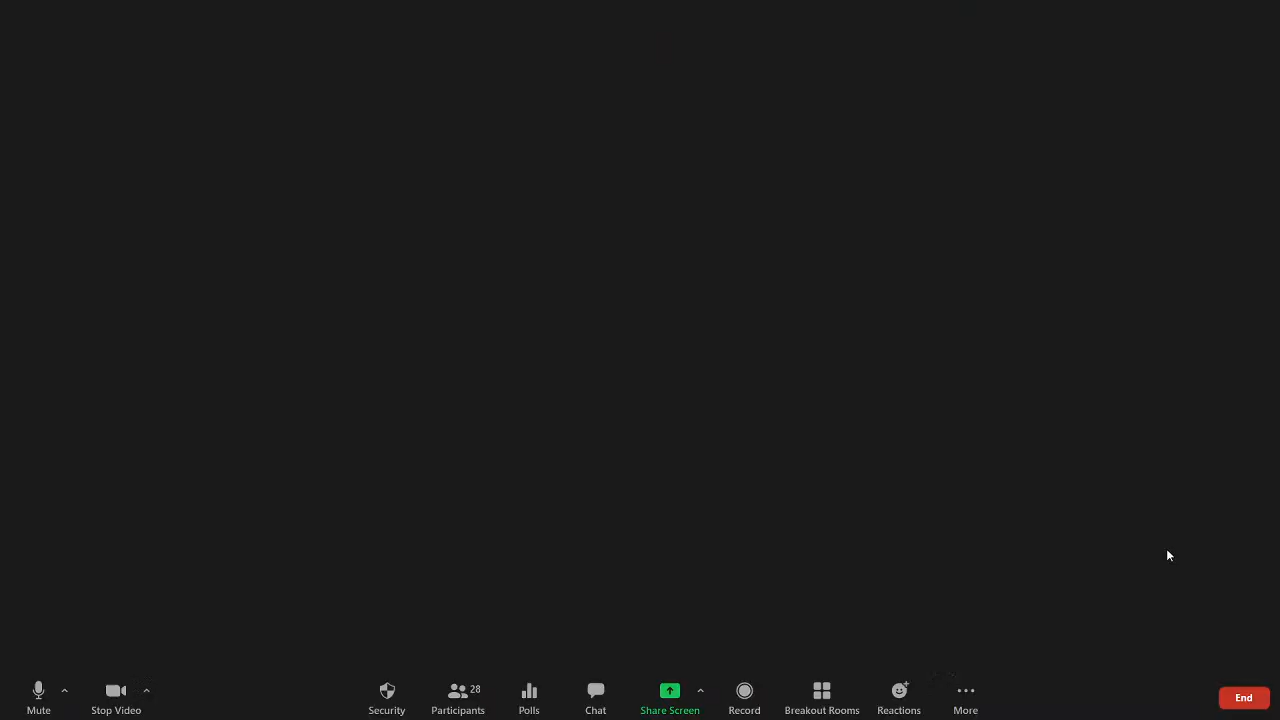 28
Mute
Stop Video
Security
Participants
Polls
Chat
Share Screen
Record
Breakout Rooms
Reactions
More
End